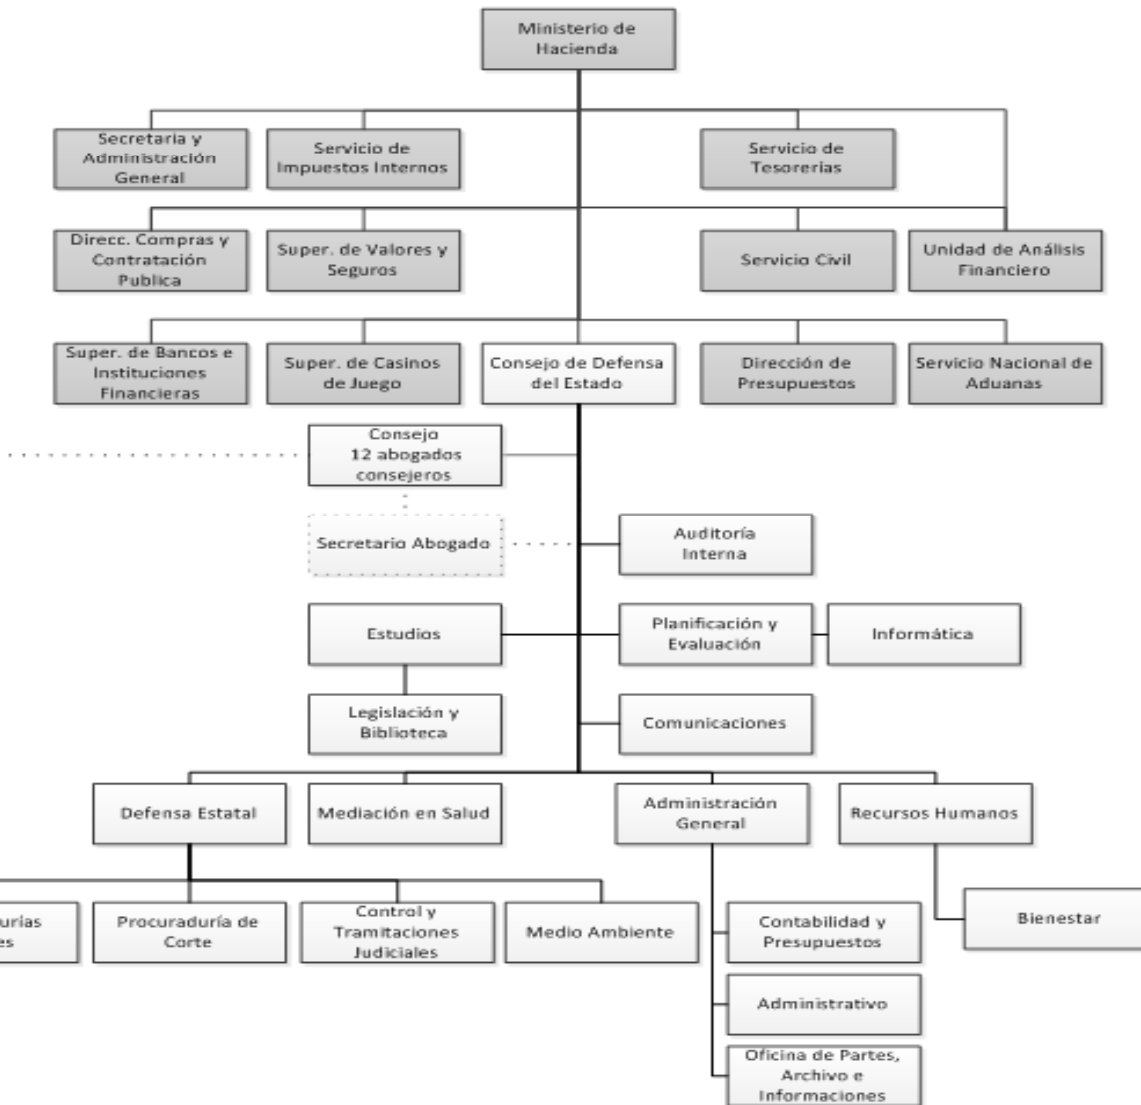 Ministerio de
Hacienda
Secretaria y
Administración
General
Servicio de
Impuestos Internos
Servicio de
Tesorerías
Direcc. Compras y
Contratación
Publica
Super. de Valores y
Seguros
Servicio Civil
Unidad de Análisis
Financiero
Super. de Bancos e
Instituciones
Financieras
Super. de Casinos
de Juego
Consejo de Defensa
del Estado
Dirección de
Presupuestos
Servicio Nacional de
Aduanas
Consejo
12 abogados
consejeros
Secretario Abogado
Auditoría
Interna
Estudios
Planificación y
Evaluación
Informática
Legislación y
Biblioteca
Comunicaciones
Defensa Estatal
Mediación en Salud
Administración
General
Recursos Humanos
Procuraduría de
Corte
Control y
Tramitaciones
Judiciales
Medio Ambiente
Contabilidad y
Presupuestos
Bienestar
Administrativo
Oficina de Partes,
Archivo e
Informaciones